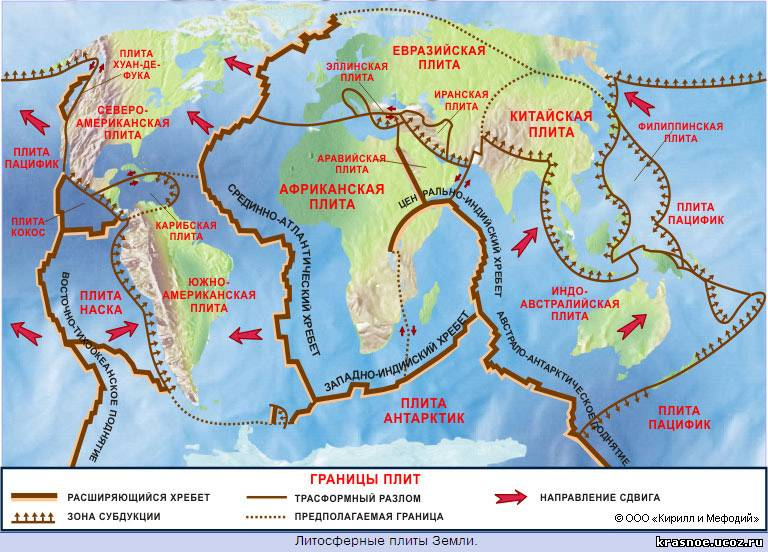 ПЛИТА
ХУАН-ДЕ-
ФУКА
СЕВЕРО-
АМЕРИКАНСКАЯ
ПЛИТА
ЕВРАЗИЙСКАЯ
ПЛИТА
ЭЛЛИНСКАЯ
ПЛИТА
ИРАНСКАЯ
ПЛИТА
КИТАЙСКАЯ
ПЛИТА
ФИЛИППИНСКАЯ
ПЛИТА
ПЛИТА
ПАЦИФИК
АРАВИЙСКАЯ
ПЛИТА
АФРИКАНСКАЯ
ПЛИТА
ПЛИТА
КОКОС
КАРИБСКАЯ
ПЛИТА
ПЛИТА
ПАЦИФИК
СРЕДИННО-АТЛАНТИЧЕСКИЙ ХРЕБЕТ
ЦЕНТРАЛЬНО-ИНДИЙСКИЙ ХРЕБЕТ
ПЛИТА
НАСКА
ЮЖНО-
АМЕРИКАНСКАЯ
ПЛИТА
ИНДО-
АВСТРАЛИЙСКАЯ
ПЛИТА
ВОСТОЧНО-ТИХООКЕАНСКОЕ ПОДНЯТИЕ
ЗАПАДНО-ИНДИЙСКИЙ ХРЕБЕТ
АВСТРАЛО-АНТАРКТИЧЕСКОЕ ПОДНЯТИЕ
ПЛИТА
АНТАРКТИК
ПЛИТА
ПАЦИФИК
ГРАНИЦЫ ПЛИТ
РАСШИРЯЮЩИЙСЯ ХРЕБЕТ
ТРАСФОРМНЫЙ РАЗЛОМ
НАПРАВЛЕНИЕ СДВИГА
ЗОНА СУБДУКЦИИ
ПРЕДПОЛАГАЕМАЯ ГРАНИЦА
© ООО «Кирилл и Мефодий»
Литосферные плиты Земли.
krasnoe.ucoz.ru